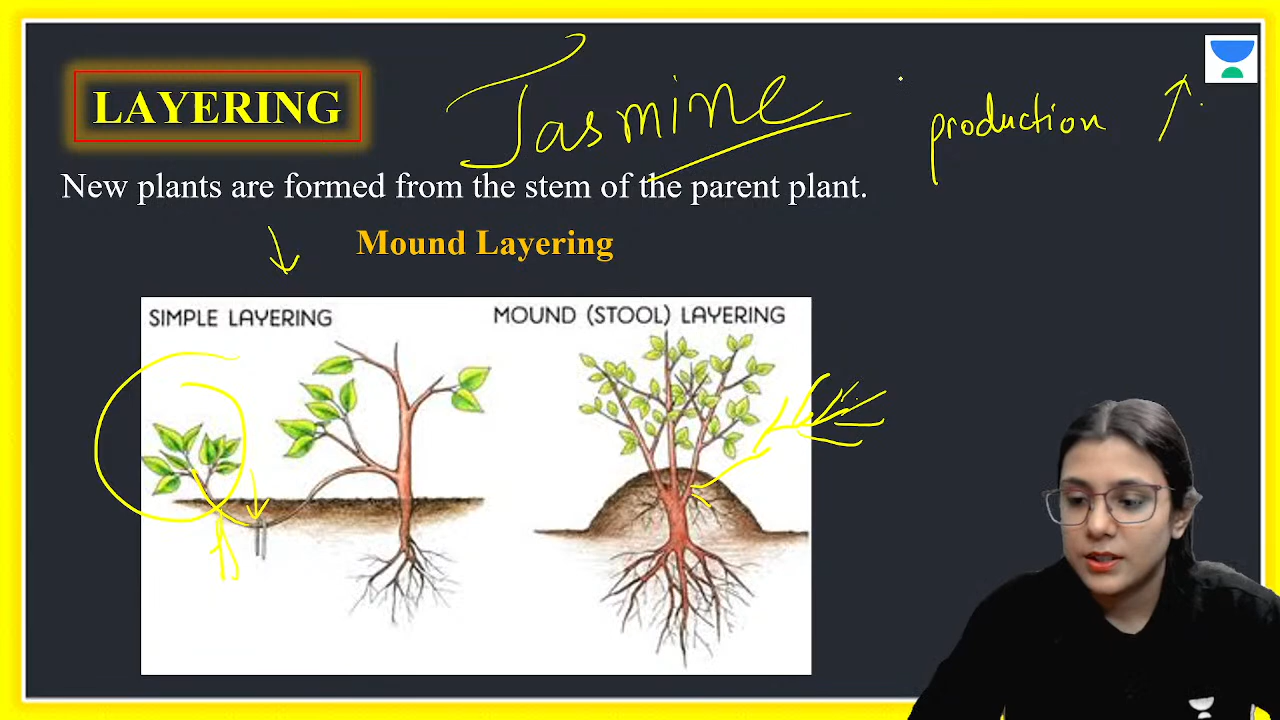 LAYERING
Jasmine
production ↑
New plants are formed from the stem of the parent plant.
Mound Layering
SIMPLE LAYERING
MOUND (STOOL) LAYERING